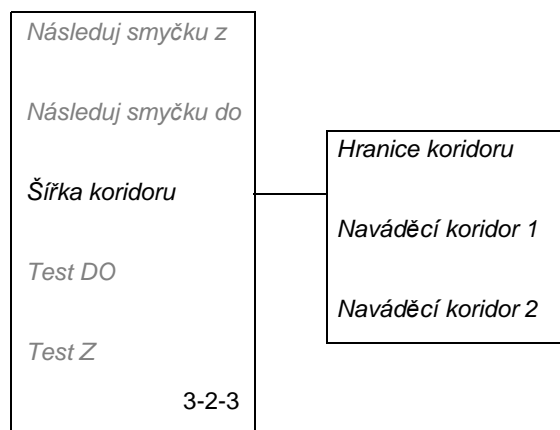 Následuj smyčku z
Následuj smyčku do
Šířka koridoru
Test DO
Test Z
3-2-3
Hranice koridoru
Naváděcí koridor 1
Naváděcí koridor 2